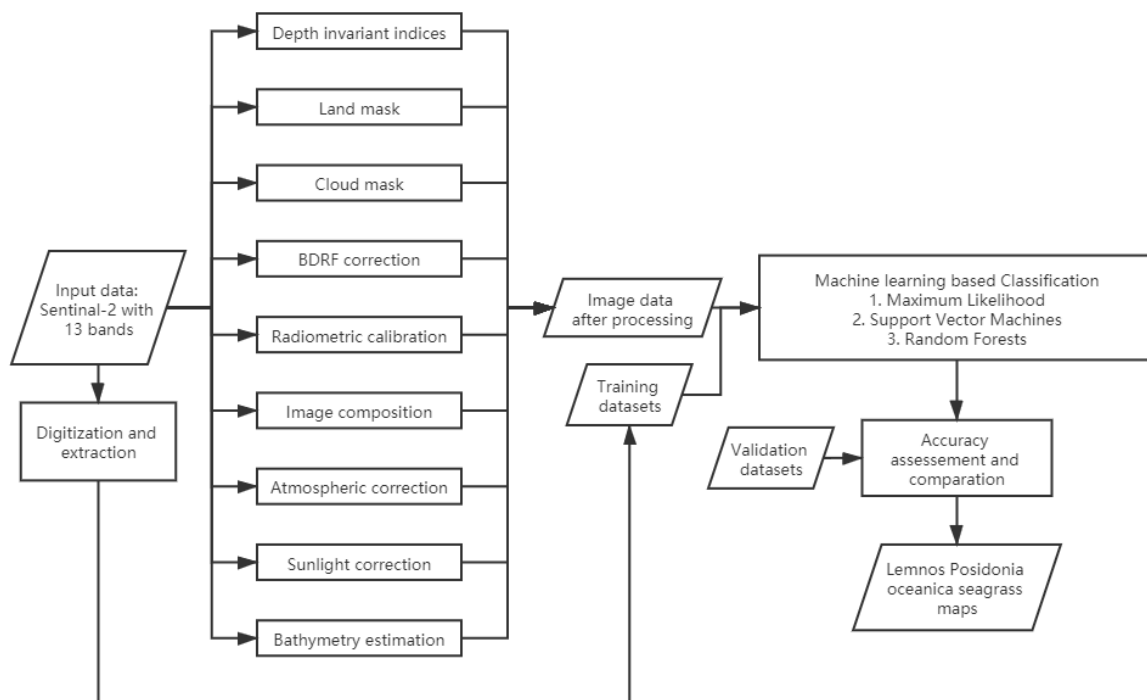 Input data:
Sentinal-2 with
13 bands
Digitization and
extraction
Depth invariant indices
Land mask
Cloud mask
BDRF correction
Radiometric calibration
Image composition
Atmospheric correction
Sunlight correction
Bathymetry estimation
Image data
after processing
Training
datasets
Machine learning based Classification
1. Maximum Likelihood
2. Support Vector Machines
3. Random Forests
Validation
datasets
Accuracy
assessment and
comparation
Lemnos Posidonia
oceanica seagrass
maps